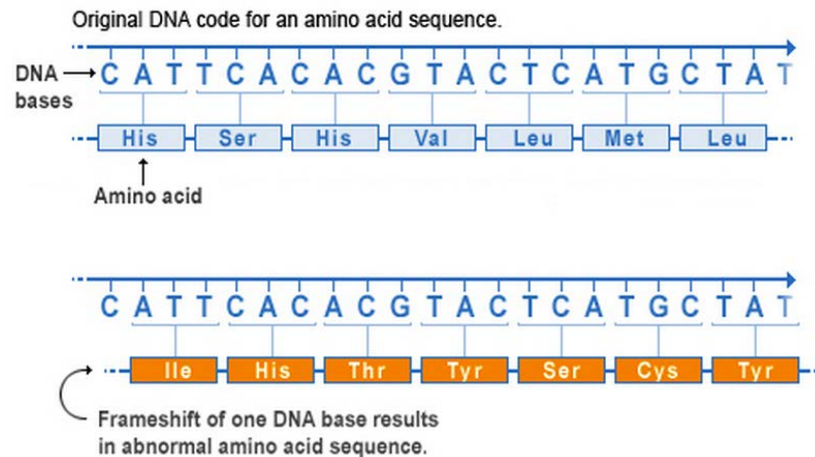 Original DNA code for an amino acid sequence.
DNA bases
C A T T C A C A C G T A C T C A T G C T A T
His Ser His Val Leu Met Leu
Amino acid
C A T T C A C A C G T A C T C A T G C T A T
Ile His Thr Tyr Ser Cys Tyr
Frameshift of one DNA base results
in abnormal amino acid sequence.